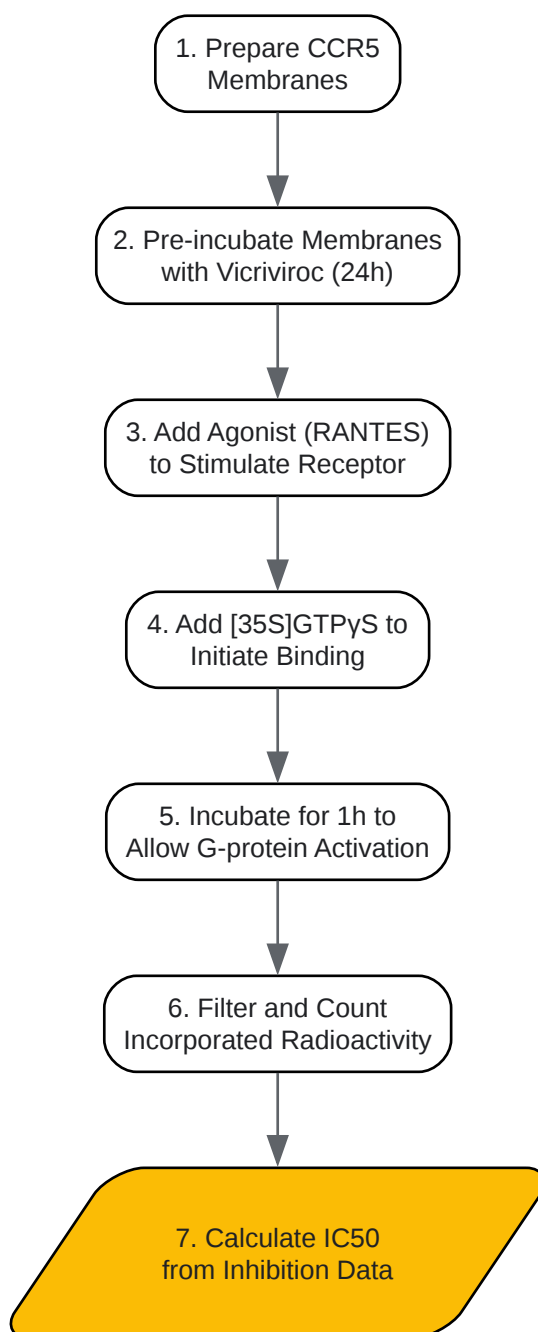 1. Prepare CCR5
Membranes
2. Pre-incubate Membranes
with Vicriviroc (24h)
3. Add Agonist (RANTES)
to Stimulate Receptor
4. Add [35S]GTPγS to
Initiate Binding
5. Incubate for 1h to
Allow G-protein Activation
6. Filter and Count
Incorporated Radioactivity
7. Calculate IC50
from Inhibition Data